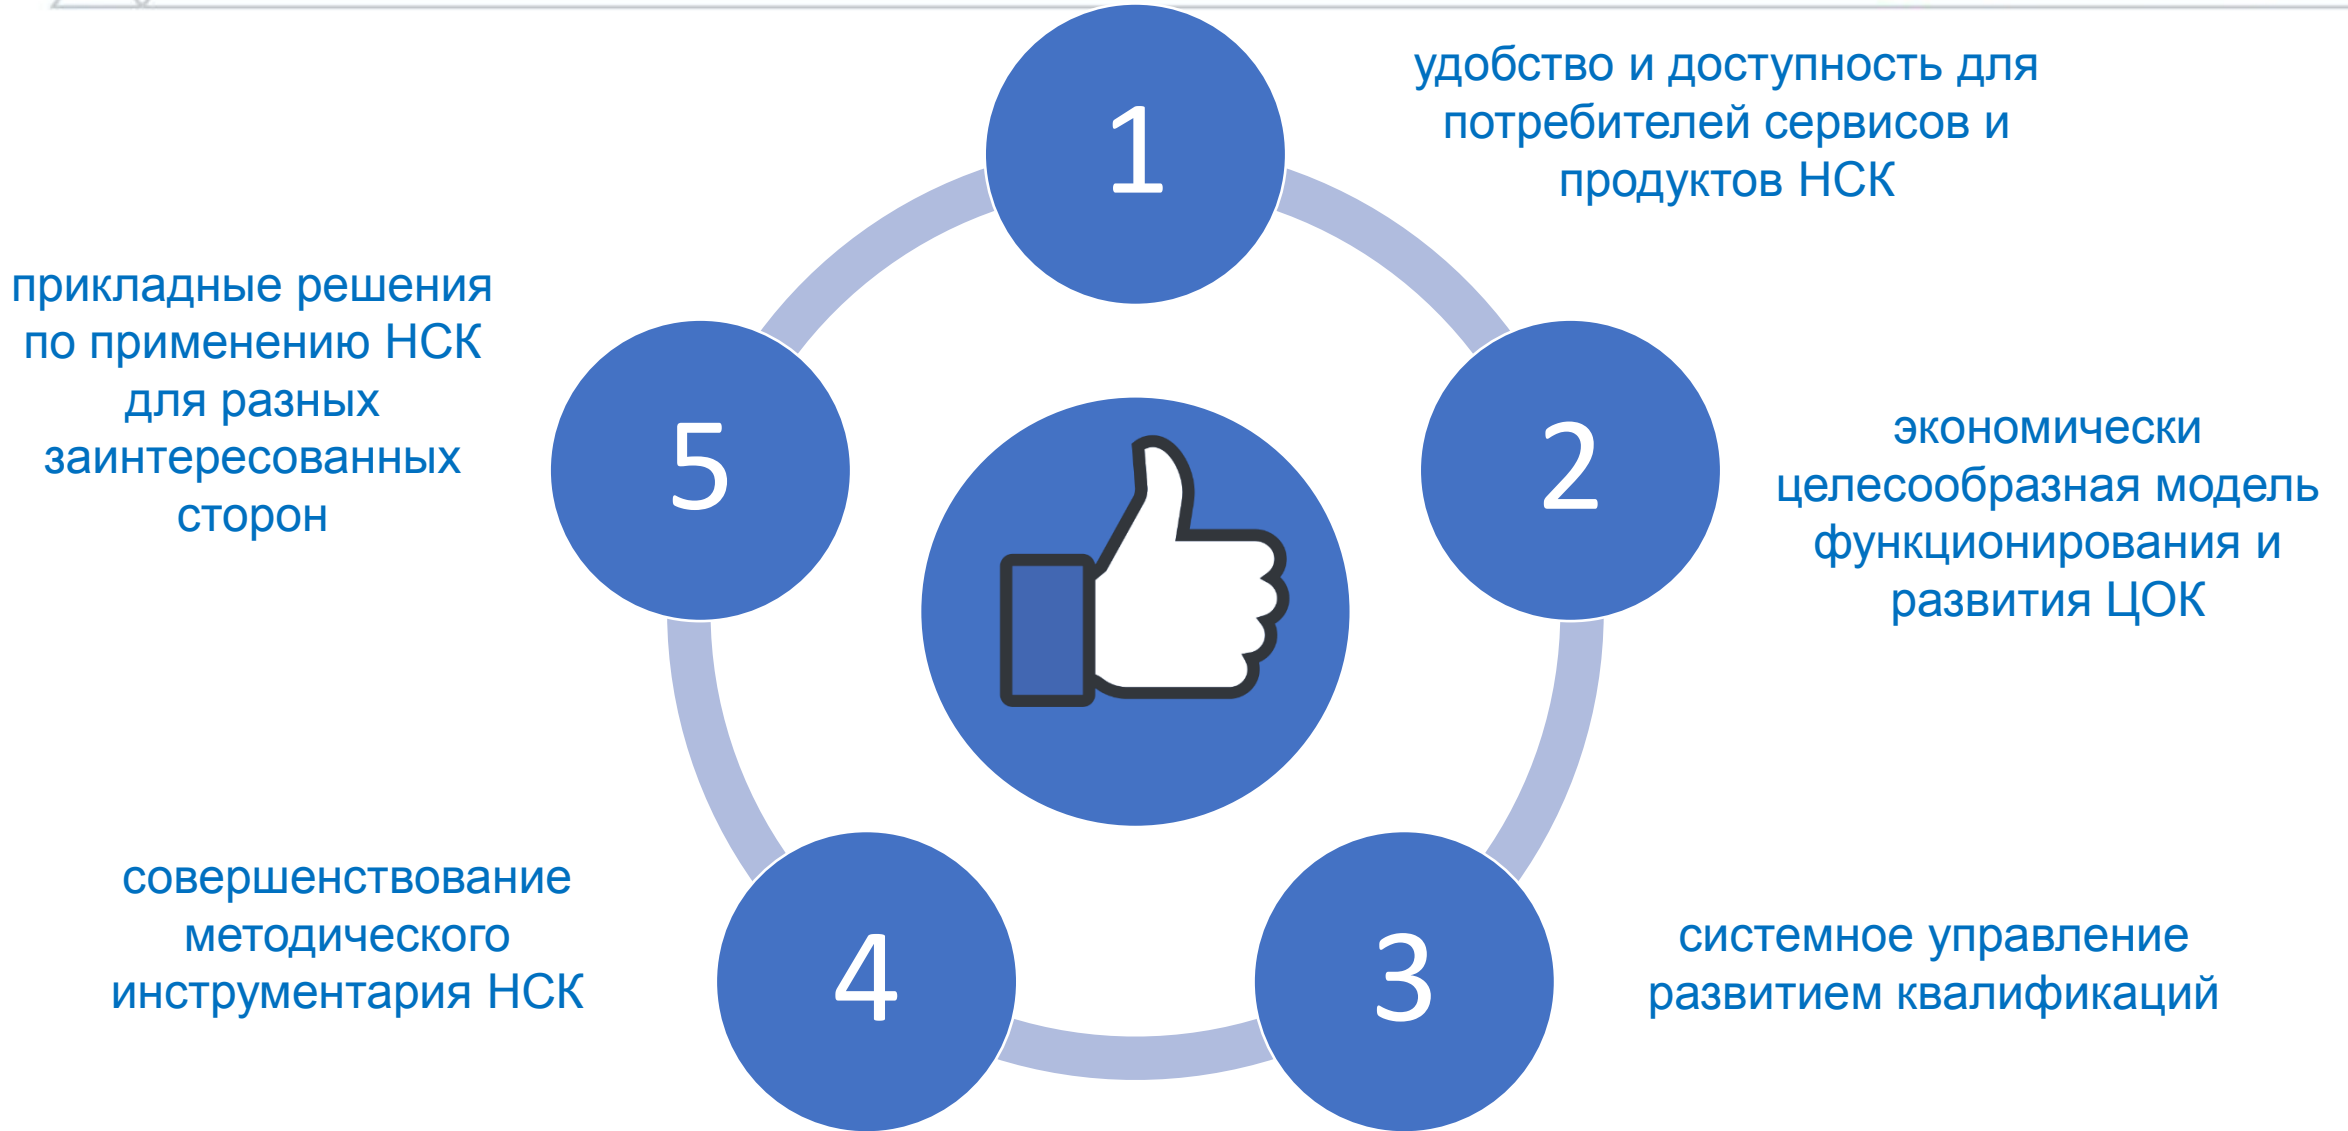 1
удобство и доступность для
потребителей сервисов и
продуктов НСК
2
экономически
целесообразная модель
функционирования и
развития ЦОК
3
системное управление
развитием квалификаций
4
совершенствование
методического
инструментария НСК
5
прикладные решения
по применению НСК
для разных
заинтересованных
сторон